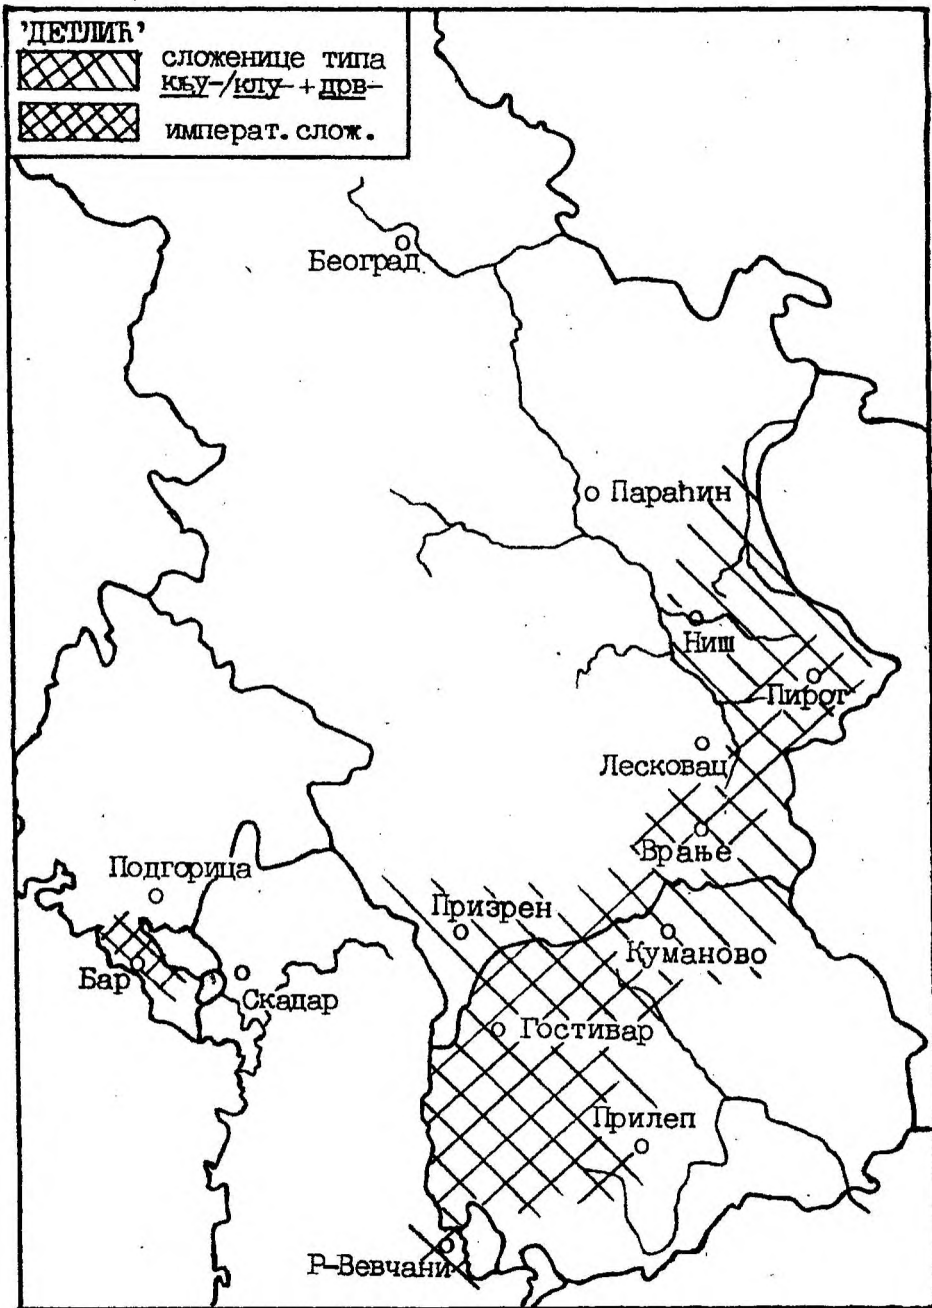 'ДЕТЛИЋ'
сложенице типа
кљу-/клу- + дрв-
императ. слож.
Београд
Параћин
Ниш
Пирот
Лесковац
Врање
Подгорица
Призрен
Куманово
Бар
Скадар
Гостивар
Прилеп
Р-Вевчани